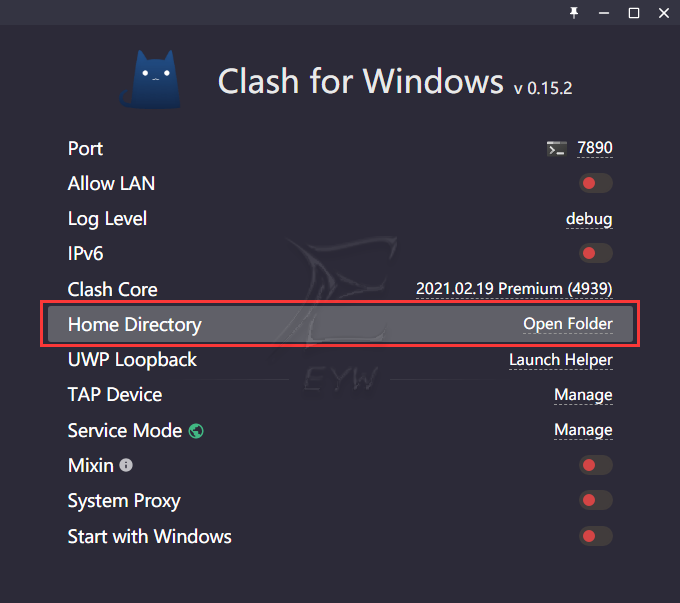 Clash for Windows v 0.15.2
Port 7890
Allow LAN
Log Level debug
IPv6
Clash Core 2021.02.19 Premium (4939)
Home Directory Open Folder
UWP Loopback Launch Helper
EYW
TAP Device Manage
Service Mode Manage
Mixin
System Proxy
Start with Windows